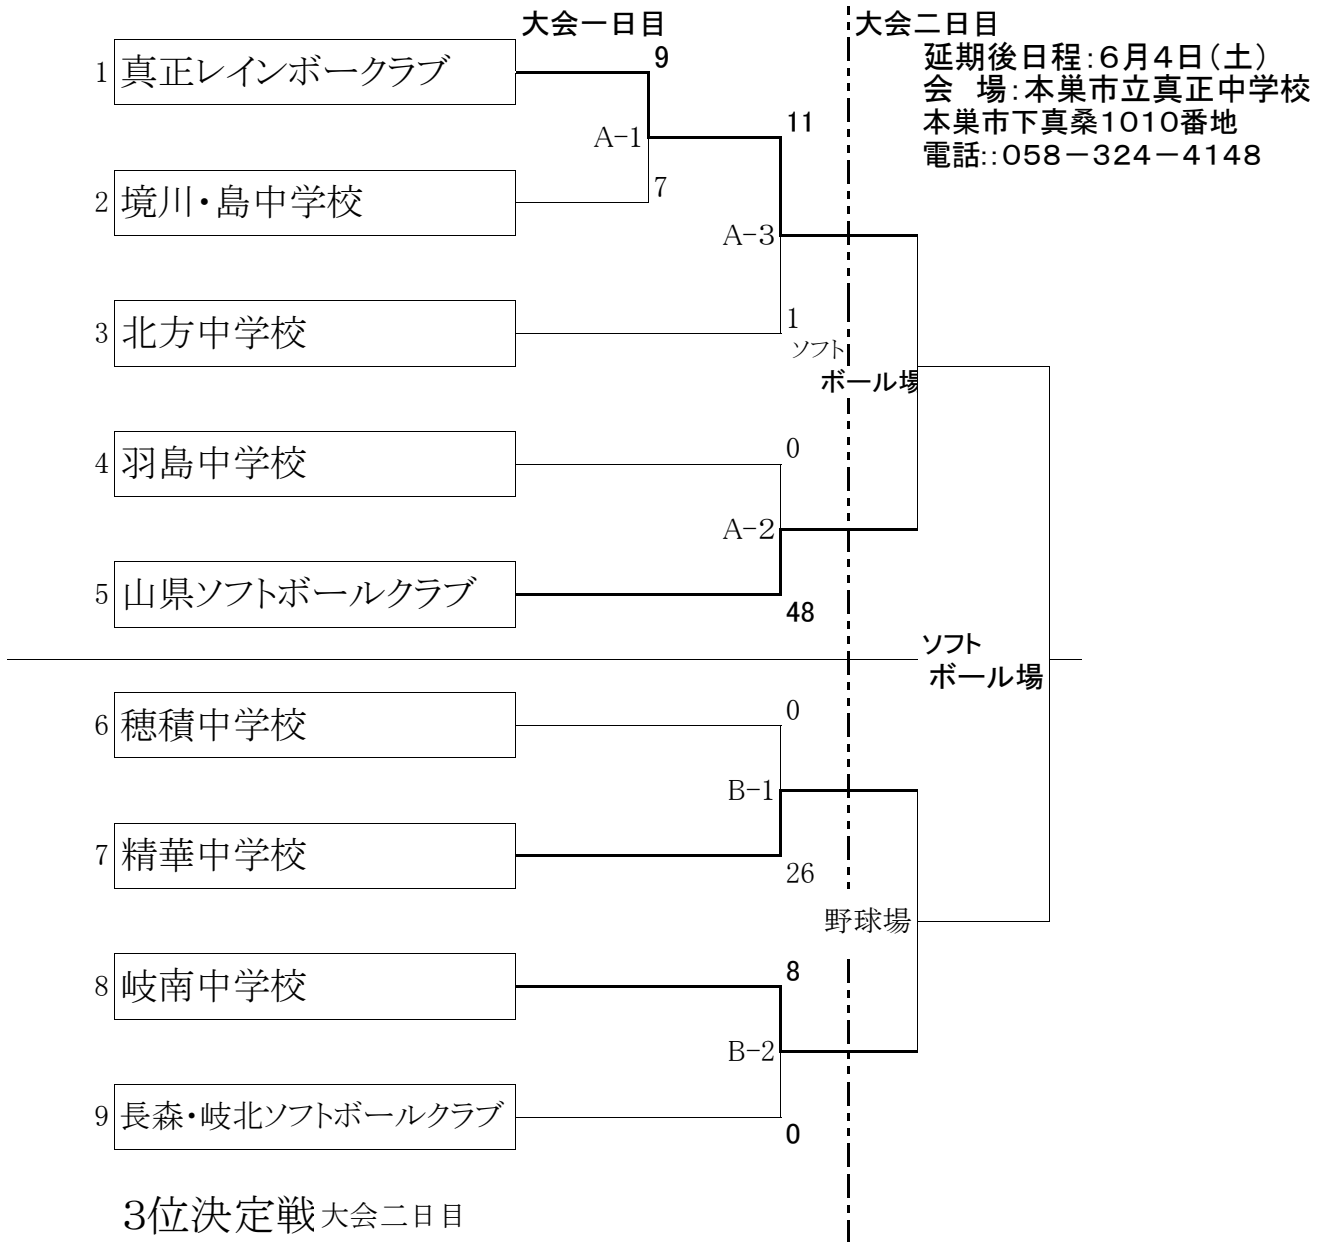 大会一日目
大会二日目
延期後日程:6月4日(土)
会　場:本巣市立真正中学校
本巣市下真桑1010番地
電話::058－324－4148
1 真正レインボークラブ
9
11
A-1
2 境川・島中学校
7
A-3
3 北方中学校
1
ソフト
ボール場
4 羽島中学校
0
A-2
5 山県ソフトボールクラブ
48
ソフト
ボール場
6 穂積中学校
0
B-1
7 精華中学校
26
野球場
8 岐南中学校
8
B-2
9 長森・岐北ソフトボールクラブ
0
3位決定戦 大会二日目